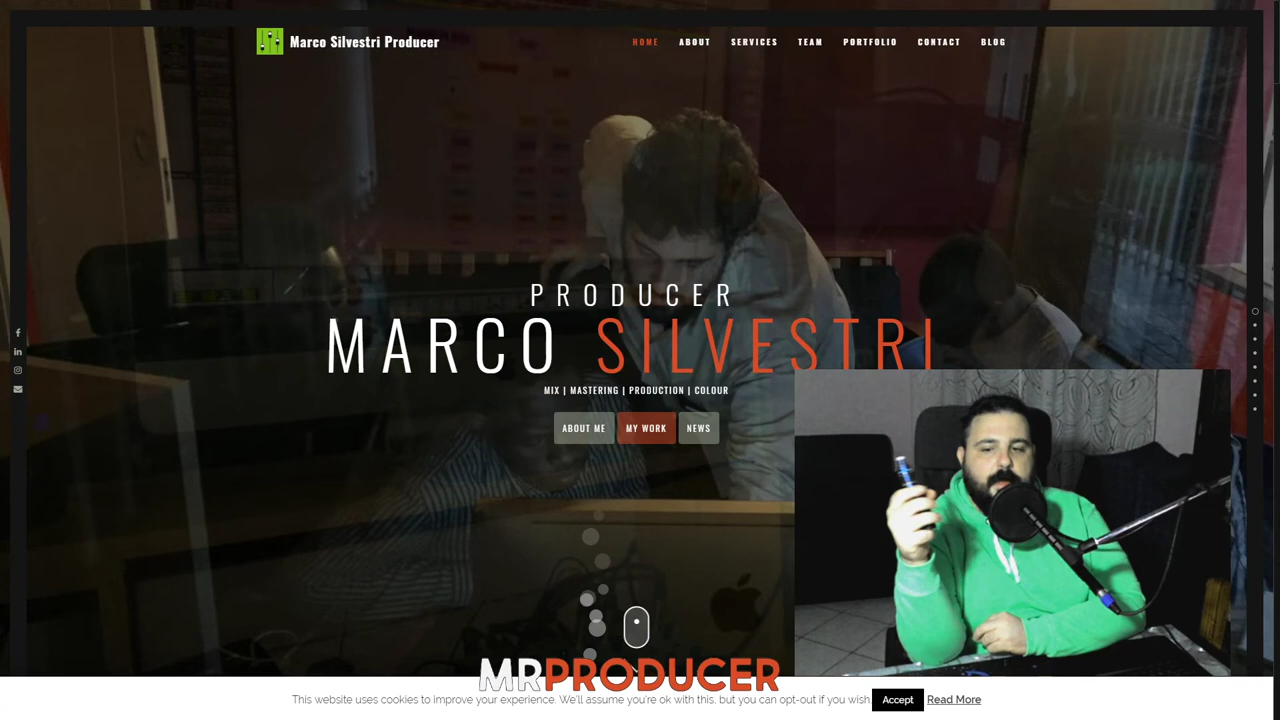 Marco Silvestri Producer
HOME ABOUT SERVICES TEAM PORTFOLIO CONTACT BLOG
PRODUCER
MARCO SILVESTRI
MIX | MASTERING | PRODUCTION | COLOUR
ABOUT ME MY WORK NEWS
MRPRODUCER
This website uses cookies to improve your experience. We'll assume you're ok with this, but you can opt-out if you wish. Accept Read More